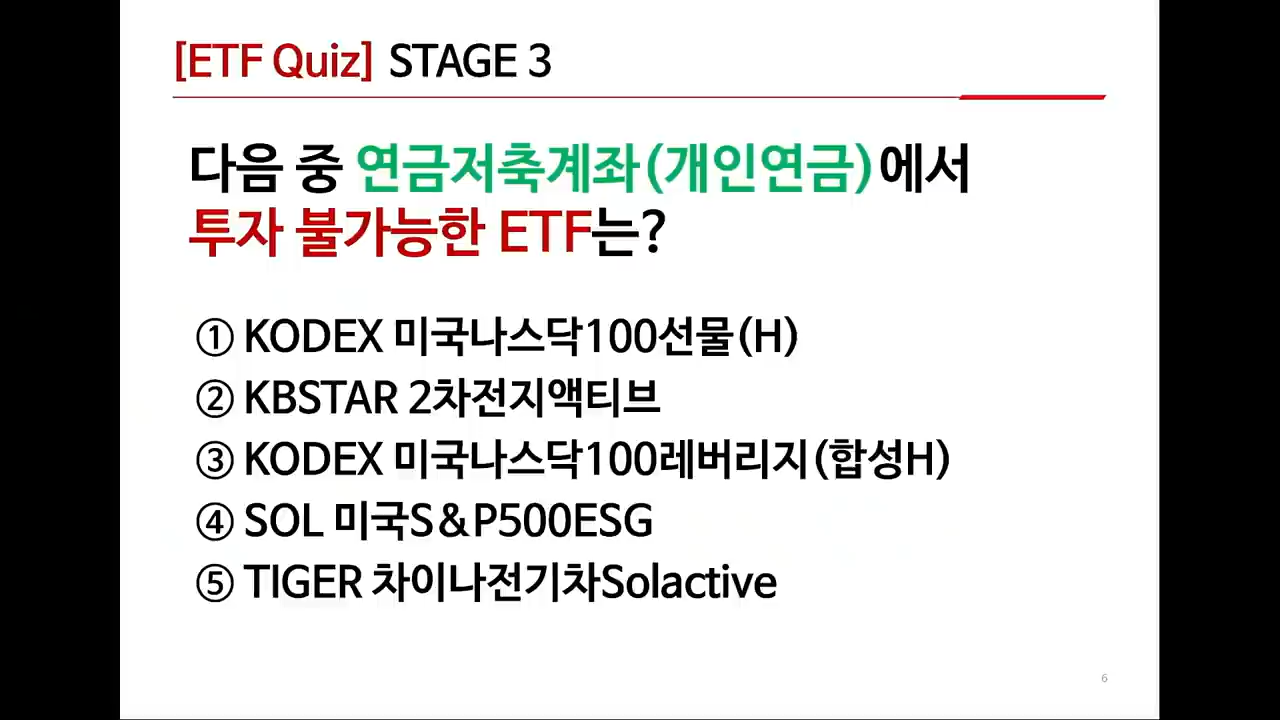 [ETF Quiz] STAGE 3
다음 중 연금저축계좌(개인연금)에서
투자 불가능한 ETF는?
① KODEX 미국나스닥100선물(H)
② KBSTAR 2차전지액티브
③ KODEX 미국나스닥100레버리지(합성H)
④ SOL 미국S&P500ESG
⑤ TIGER 차이나전기차Solactive
6